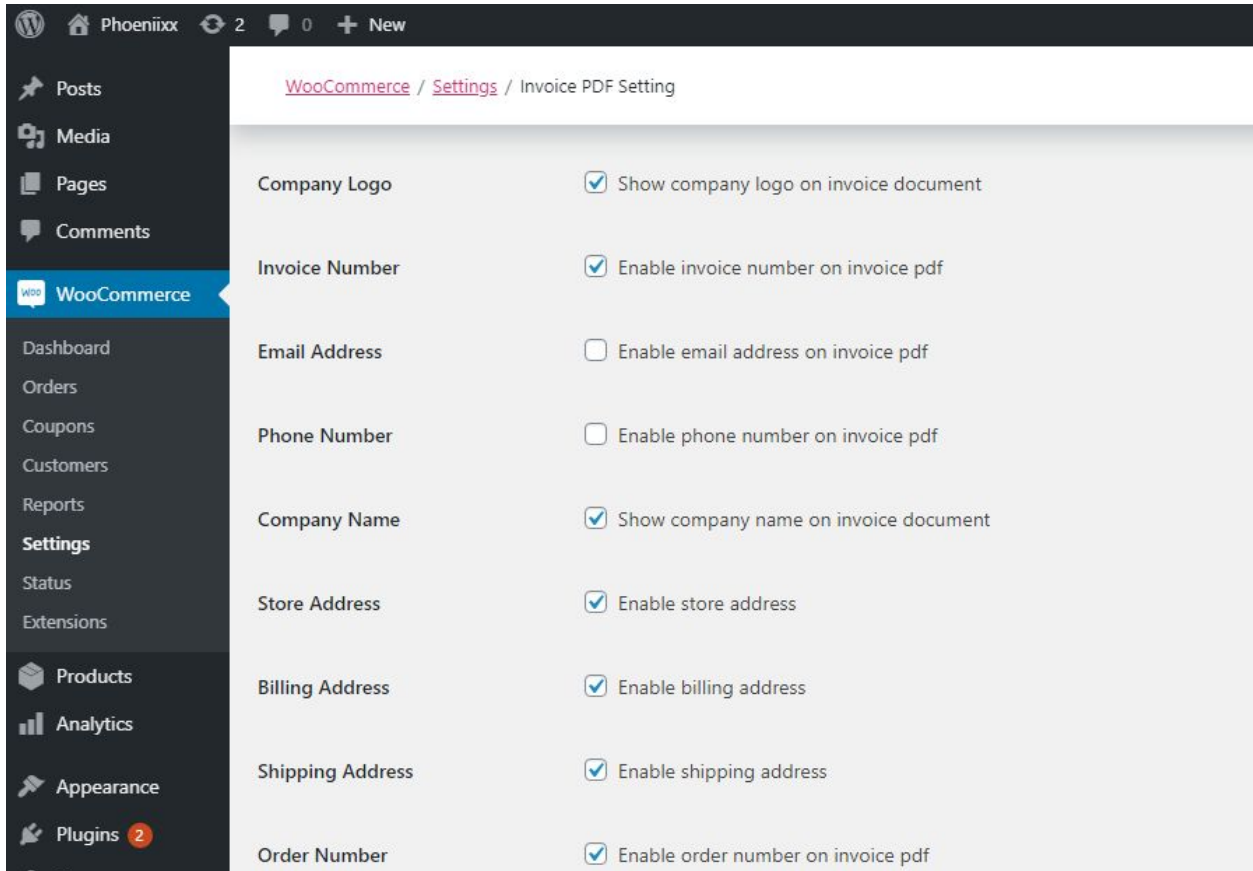 Phoeniixx 2 0 + New
WooCommerce / Settings / Invoice PDF Setting
Posts
Media
Pages
Comments
woo WooCommerce
Dashboard
Orders
Coupons
Customers
Reports
Settings
Status
Extensions
Products
Analytics
Appearance
Plugins 2
Company Logo Show company logo on invoice document
Invoice Number Enable invoice number on invoice pdf
Email Address Enable email address on invoice pdf
Phone Number Enable phone number on invoice pdf
Company Name Show company name on invoice document
Store Address Enable store address
Billing Address Enable billing address
Shipping Address Enable shipping address
Order Number Enable order number on invoice pdf